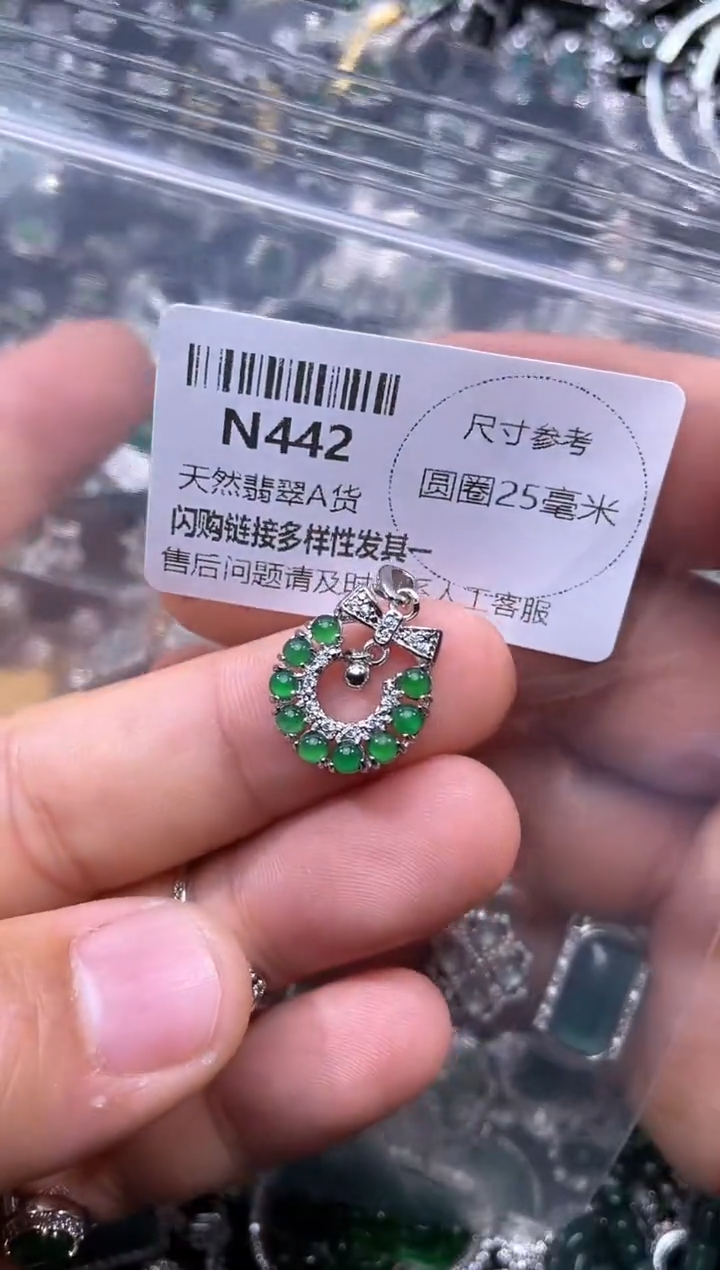 N442
天然翡翠A货
闪购链接多样性发其一
售后问题请及时 人工客服
尺寸参考
圆圈25毫米